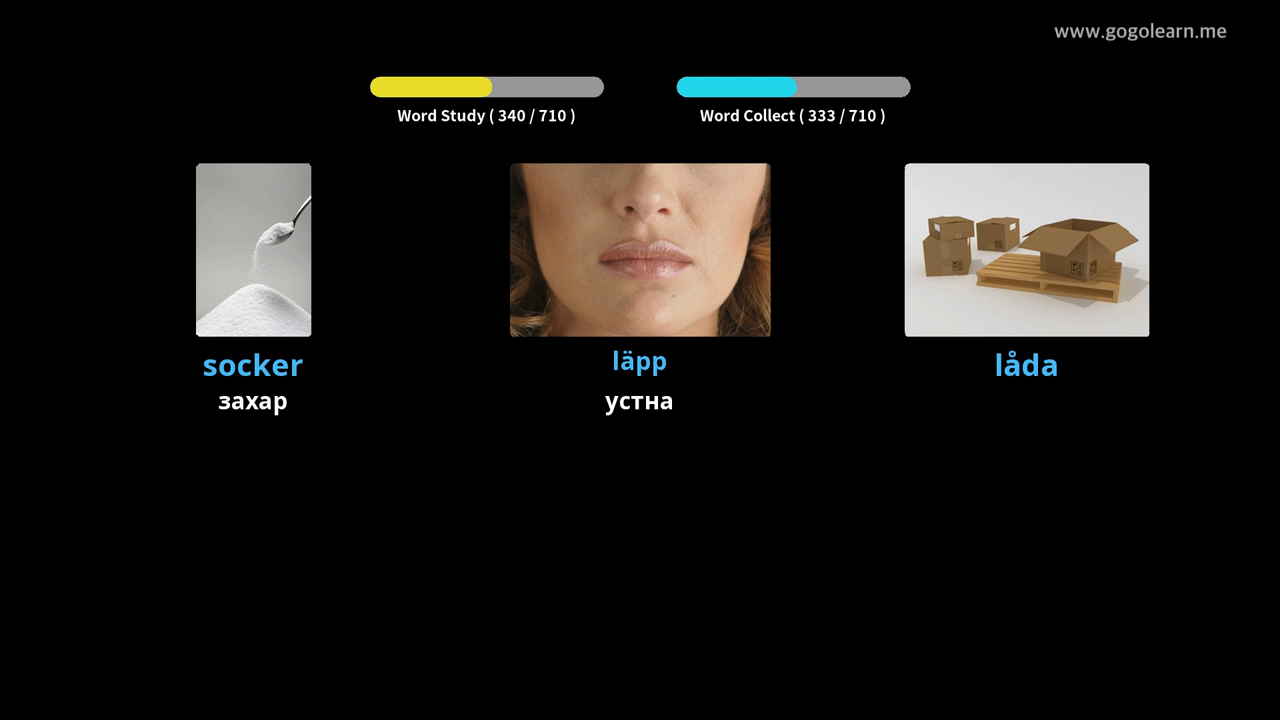 www.gogolearn.me
Word Study ( 340 / 710 )
Word Collect ( 333 / 710 )
socker
захар
läpp
устна
låda